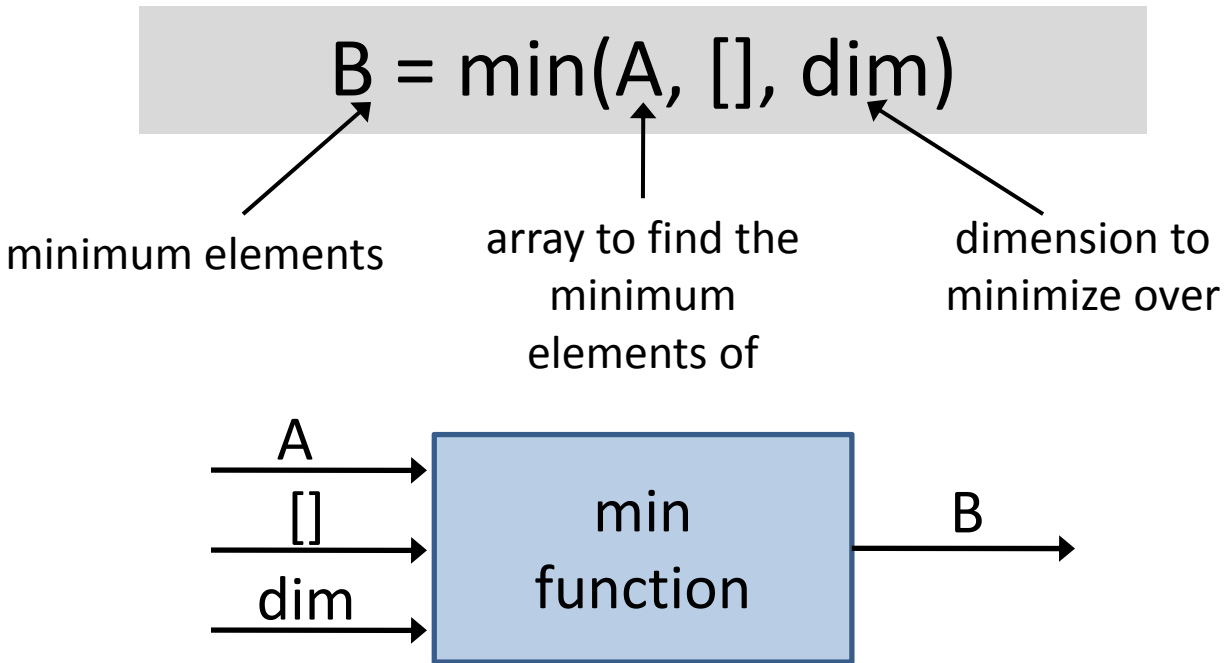 B = min(A, [], dim)
minimum elements
array to find the
minimum
elements of
dimension to
minimize over
A
[]
dim
min
function
B